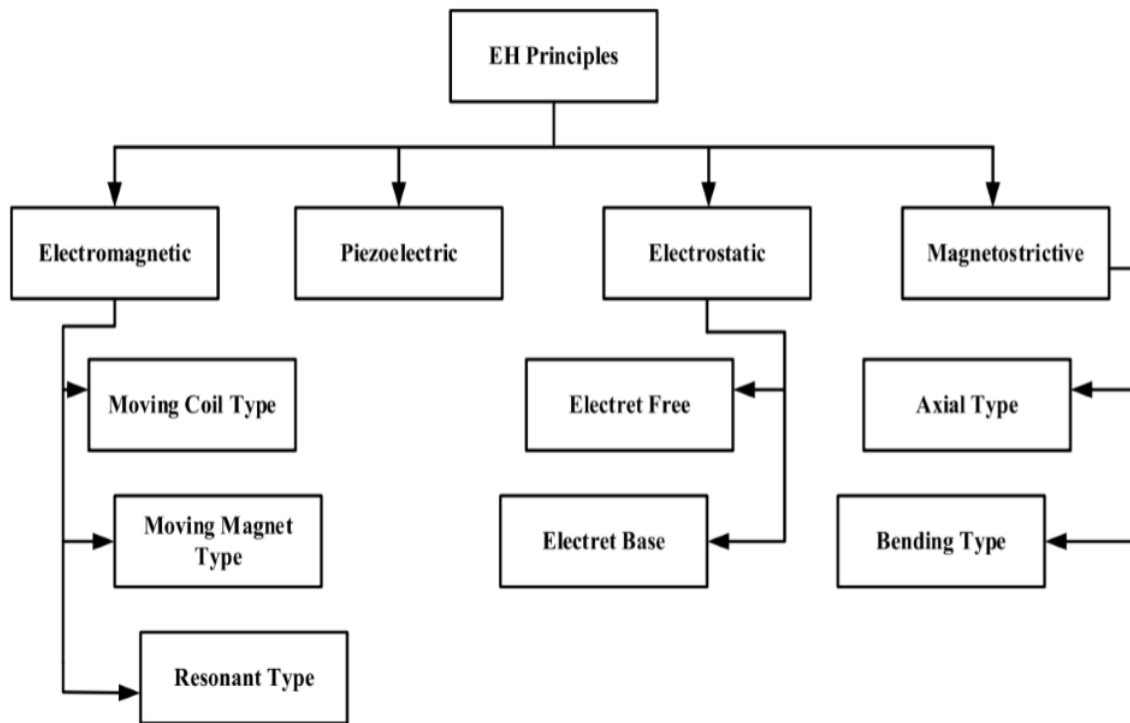 EH Principles
Electromagnetic
Piezoelectric
Electrostatic
Magnetostrictive
Moving Coil Type
Electret Free
Axial Type
Moving Magnet
Type
Electret Base
Bending Type
Resonant Type